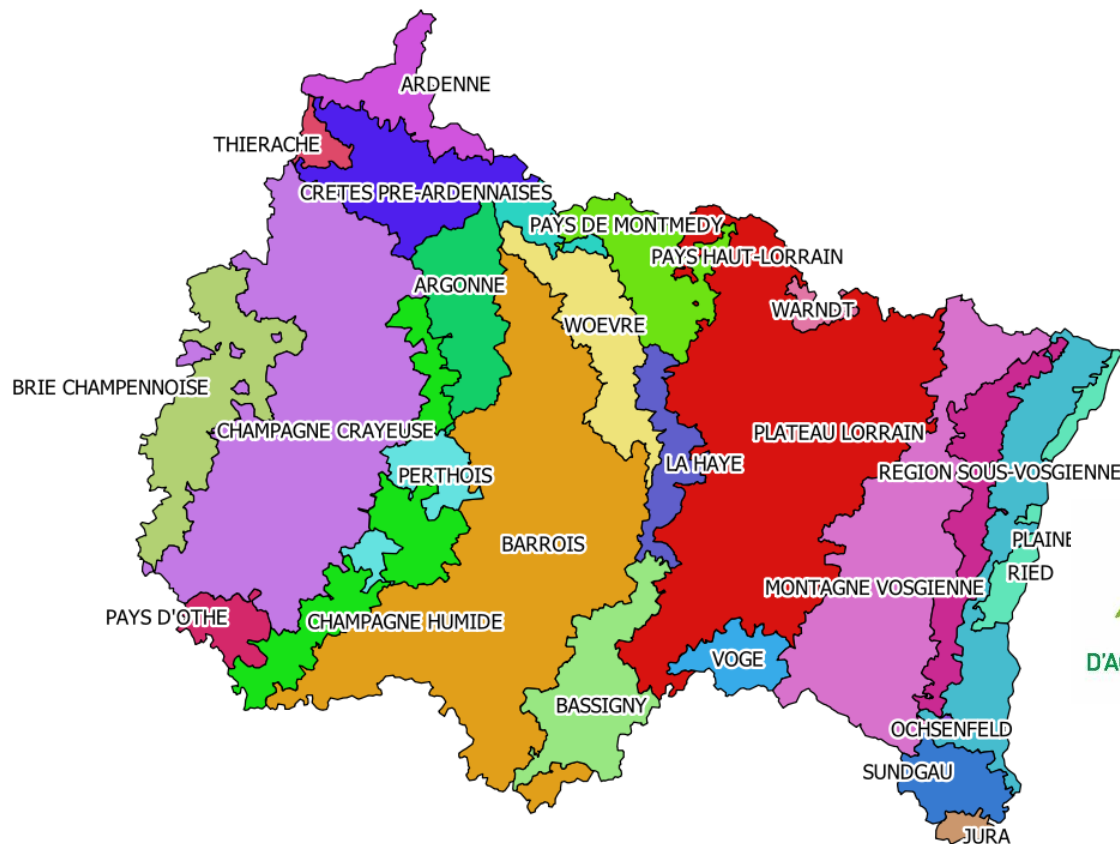 ARDENNE
THIERACHE
CRETES PRE-ARDENNAISES
PAYS DE MONTMEDY
PAYS HAUT-LORRAIN
ARGONNE
WARNDT
WOEVRE
BRIE CHAMPENNOISE
CHAMPAGNE CRAYEUSE
PLATEAU LORRAIN
LA HAYE
REGION SOUS-VOSGIENNE
PERTHOIS
BARROIS
PLAINE
RIED
MONTAGNE VOSGIENNE
PAYS D'OTHE
CHAMPAGNE HUMIDE
VOGE
BASSIGNY
OCHSENFELD
SUNDGAU
JURA